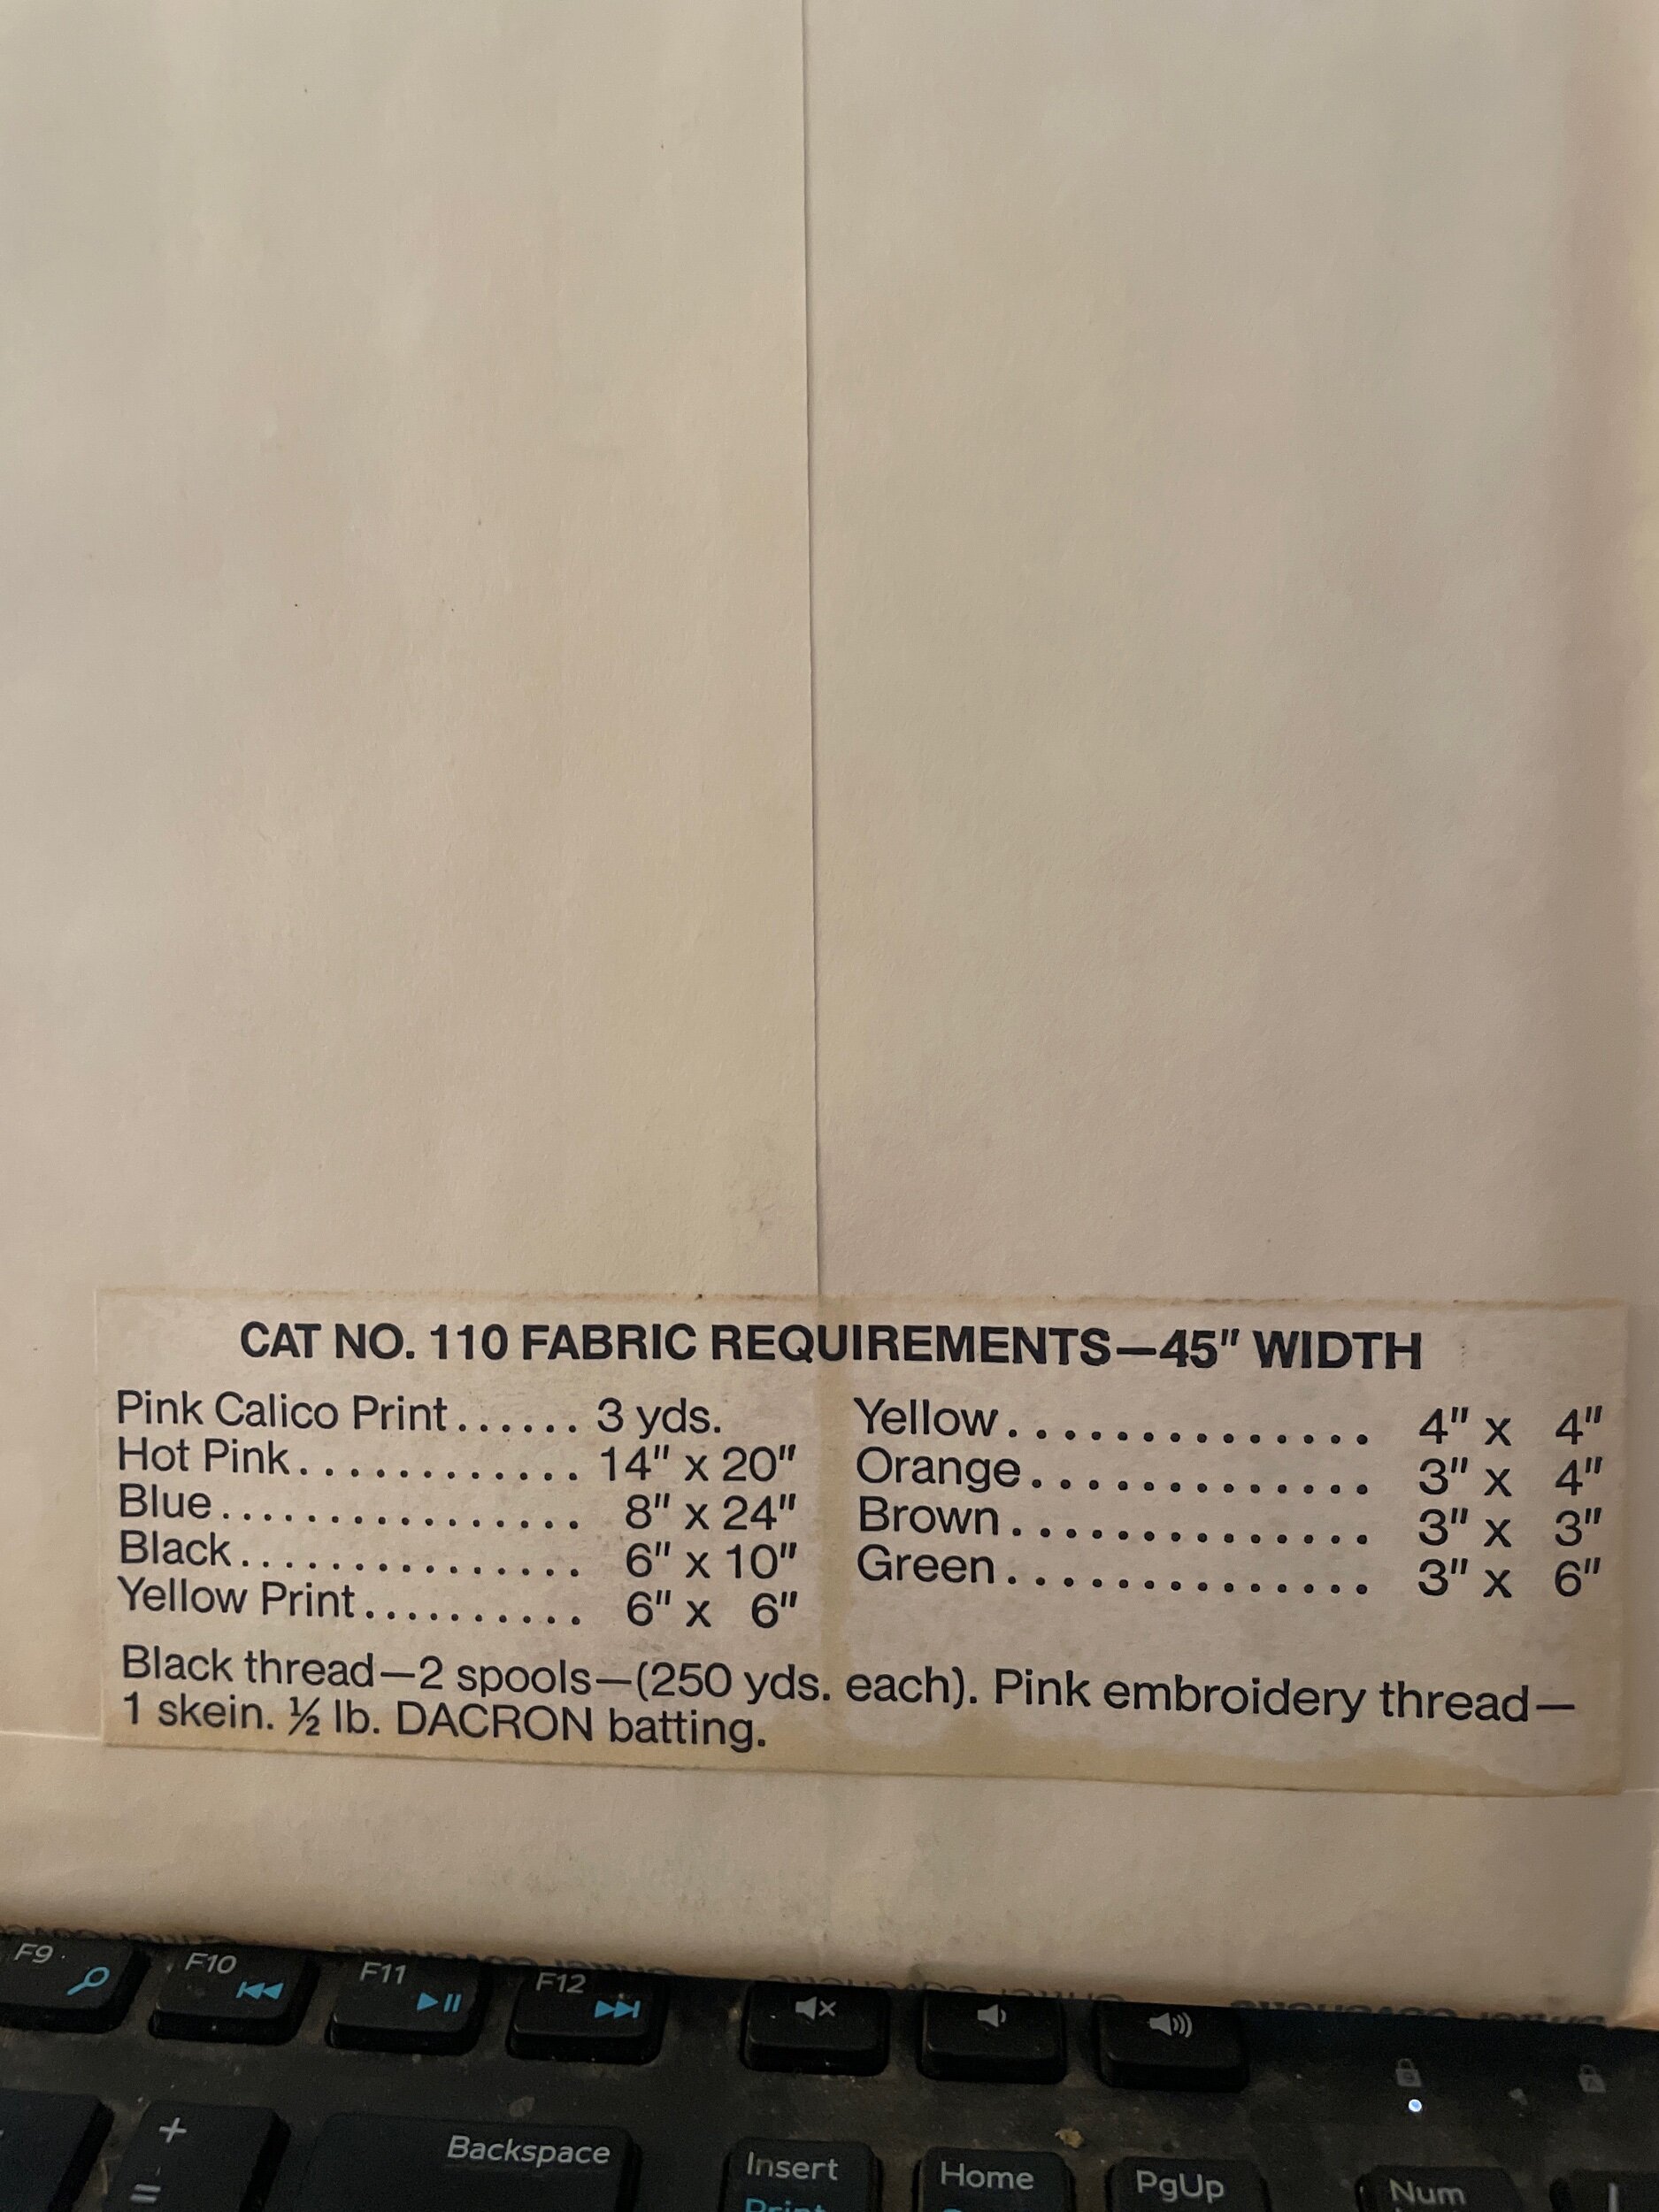 CAT NO. 110 FABRIC REQUIREMENTS—45" WIDTH
Pink Calico Print...... 3 yds.
Hot Pink............ 14" x 20"
Blue................ 8" x 24"
Black............... 6" x 10"
Yellow Print.......... 6" x 6"
Yellow.............. 4" x 4"
Orange............. 3" x 4"
Brown.............. 3" x 3"
Green.............. 3" x 6"
Black thread—2 spools—(250 yds. each). Pink embroidery thread—
1 skein. ½ lb. DACRON batting.
F9 F10 F11 F12
+ Backspace Insert Home PgUp Num
=